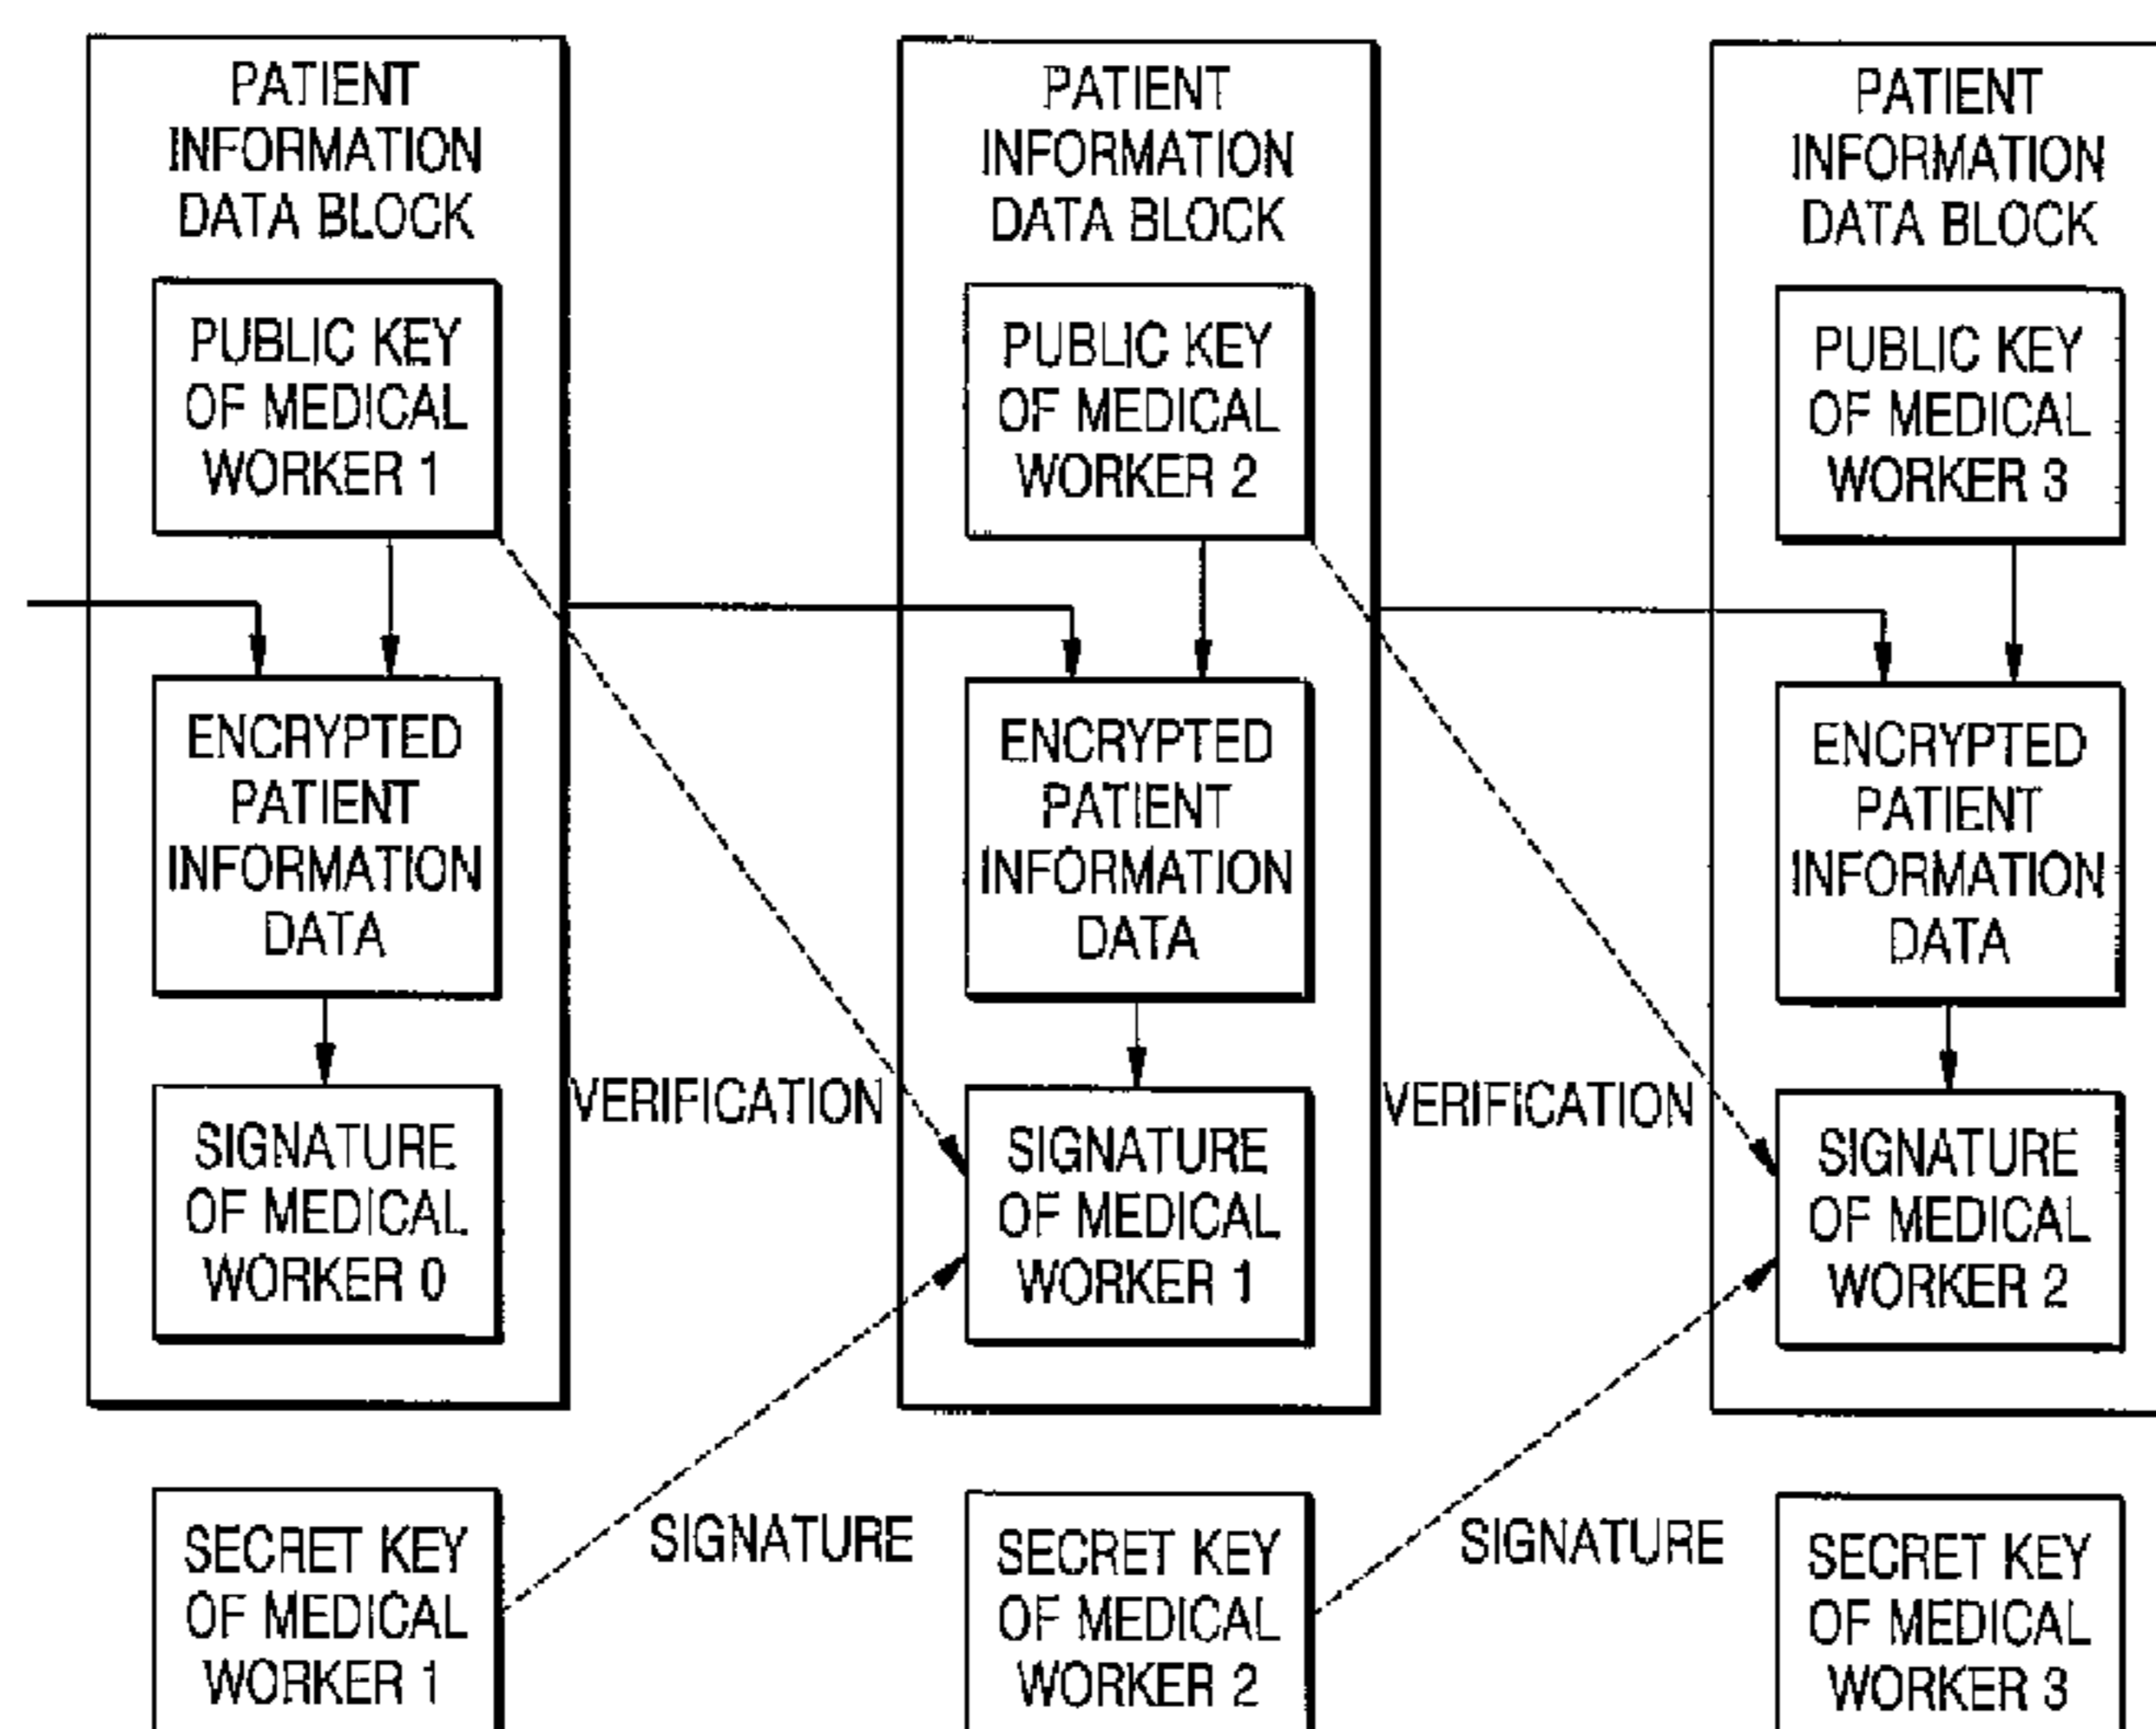 PATIENT
INFORMATION
DATA BLOCK
PUBLIC KEY
OF MEDICAL
WORKER 1
ENCRYPTED
PATIENT
INFORMATION
DATA
SIGNATURE
OF MEDICAL
WORKER 0
SECRET KEY
OF MEDICAL
WORKER 1
VERIFICATION
SIGNATURE
PATIENT
INFORMATION
DATA BLOCK
PUBLIC KEY
OF MEDICAL
WORKER 2
ENCRYPTED
PATIENT
INFORMATION
DATA
SIGNATURE
OF MEDICAL
WORKER 1
SECRET KEY
OF MEDICAL
WORKER 2
VERIFICATION
SIGNATURE
PATIENT
INFORMATION
DATA BLOCK
PUBLIC KEY
OF MEDICAL
WORKER 3
ENCRYPTED
PATIENT
INFORMATION
DATA
SIGNATURE
OF MEDICAL
WORKER 2
SECRET KEY
OF MEDICAL
WORKER 3